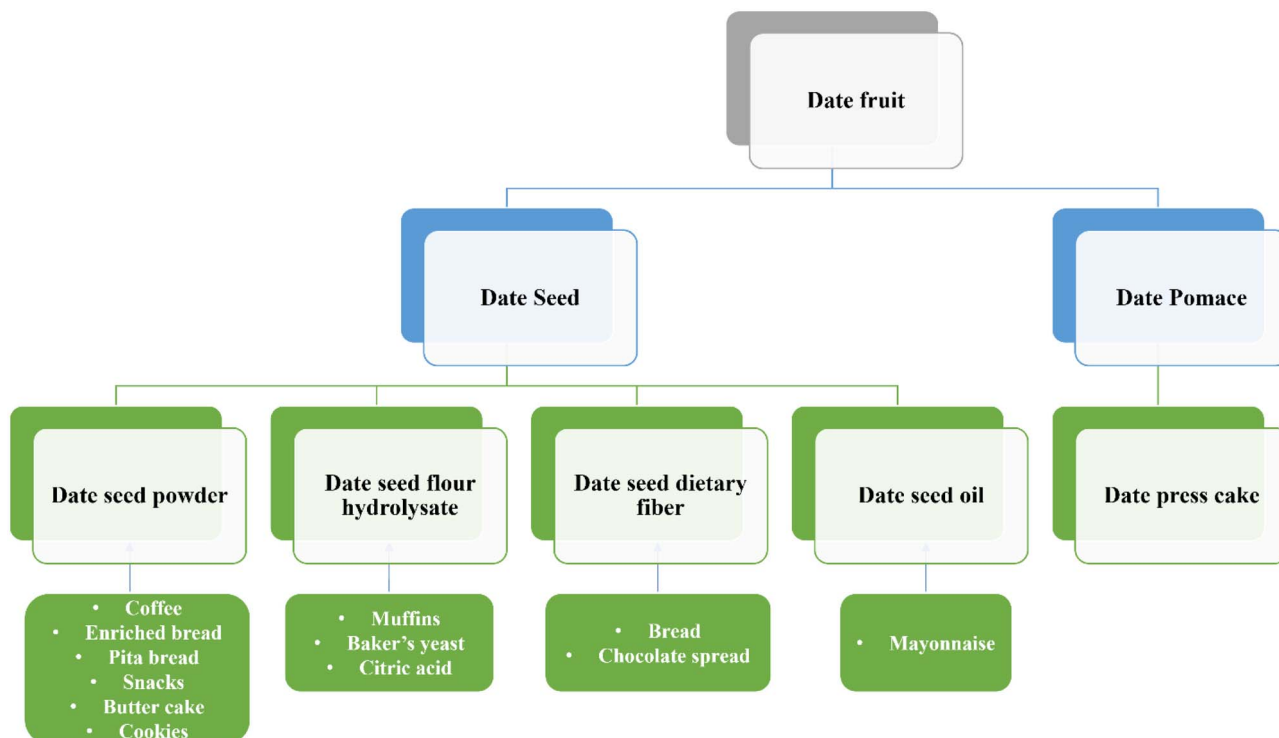 Date fruit
Date Seed
Date Pomace
Date seed powder
Date seed flour
hydrolysate
Date seed dietary
fiber
Date seed oil
Date press cake
• Coffee
• Enriched bread
• Pita bread
• Snacks
• Butter cake
• Cookies
• Muffins
• Baker's yeast
• Citric acid
• Bread
• Chocolate spread
• Mayonnaise